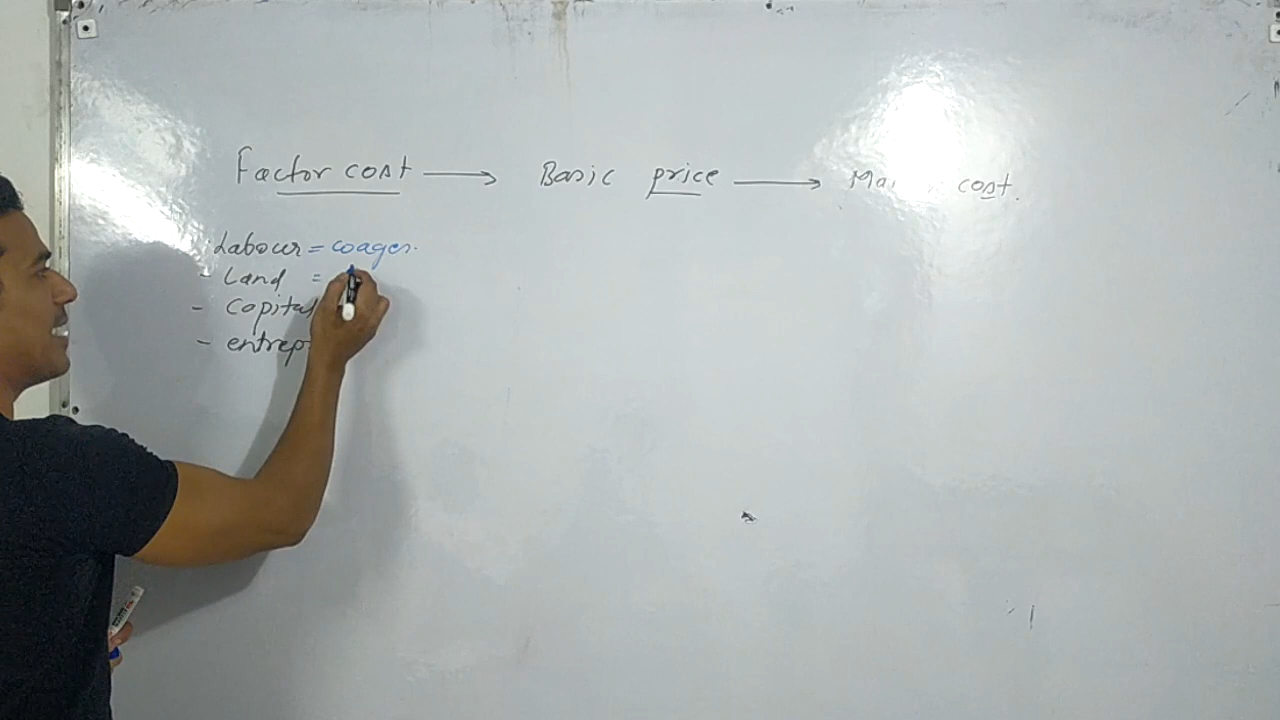 Factor cost → Basic price → cost.
Labour = wages.
- Land =
- Capital
- entrep